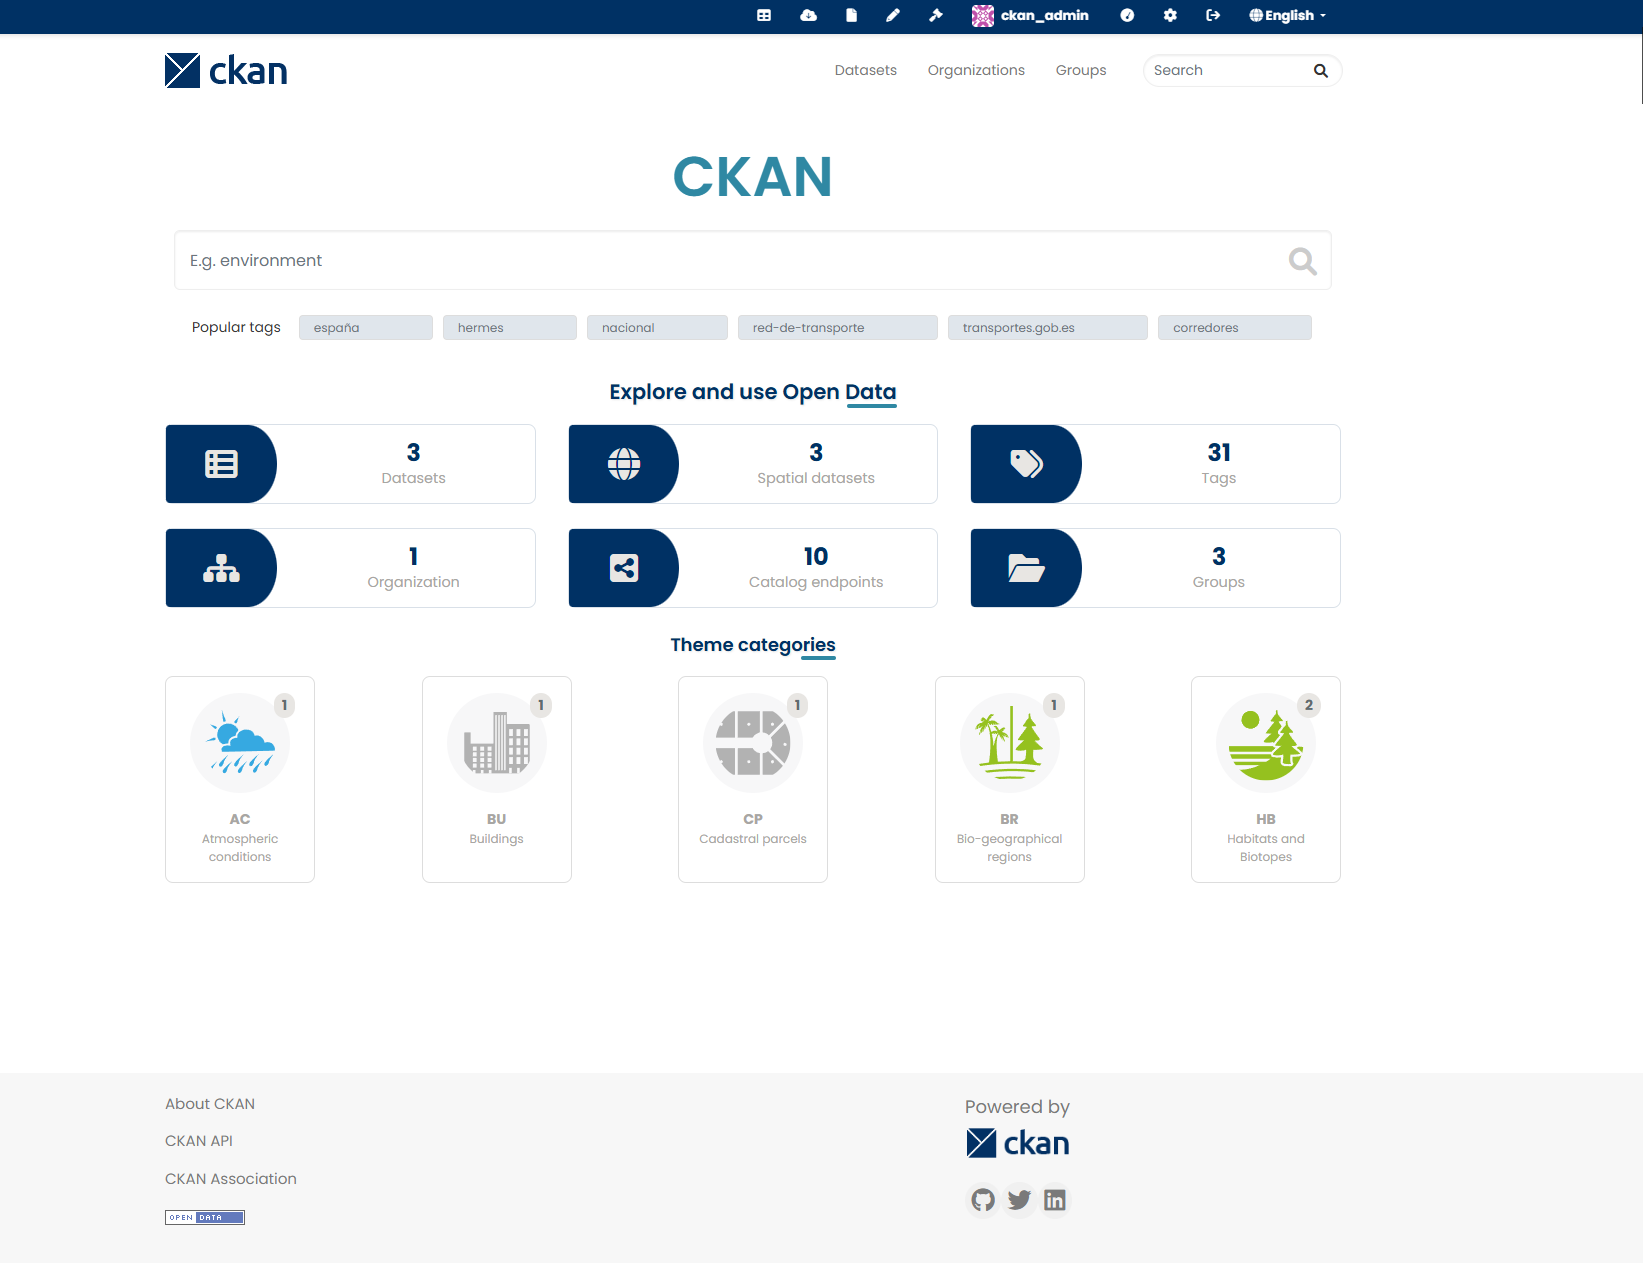 ckan_admin
English
ckan
Datasets Organizations Groups Search
CKAN
E.g. environment
Popular tags españa hermes nacional red-de-transporte transportes.gob.es corredores
Explore and use Open Data
3
Datasets
3
Spatial datasets
31
Tags
1
Organization
10
Catalog endpoints
3
Groups
Theme categories
1
AC
Atmospheric
conditions
1
BU
Buildings
1
CP
Cadastral parcels
1
BR
Bio-geographical
regions
2
HB
Habitats and
Biotopes
About CKAN
CKAN API
CKAN Association
OPEN DATA
Powered by
ckan
in